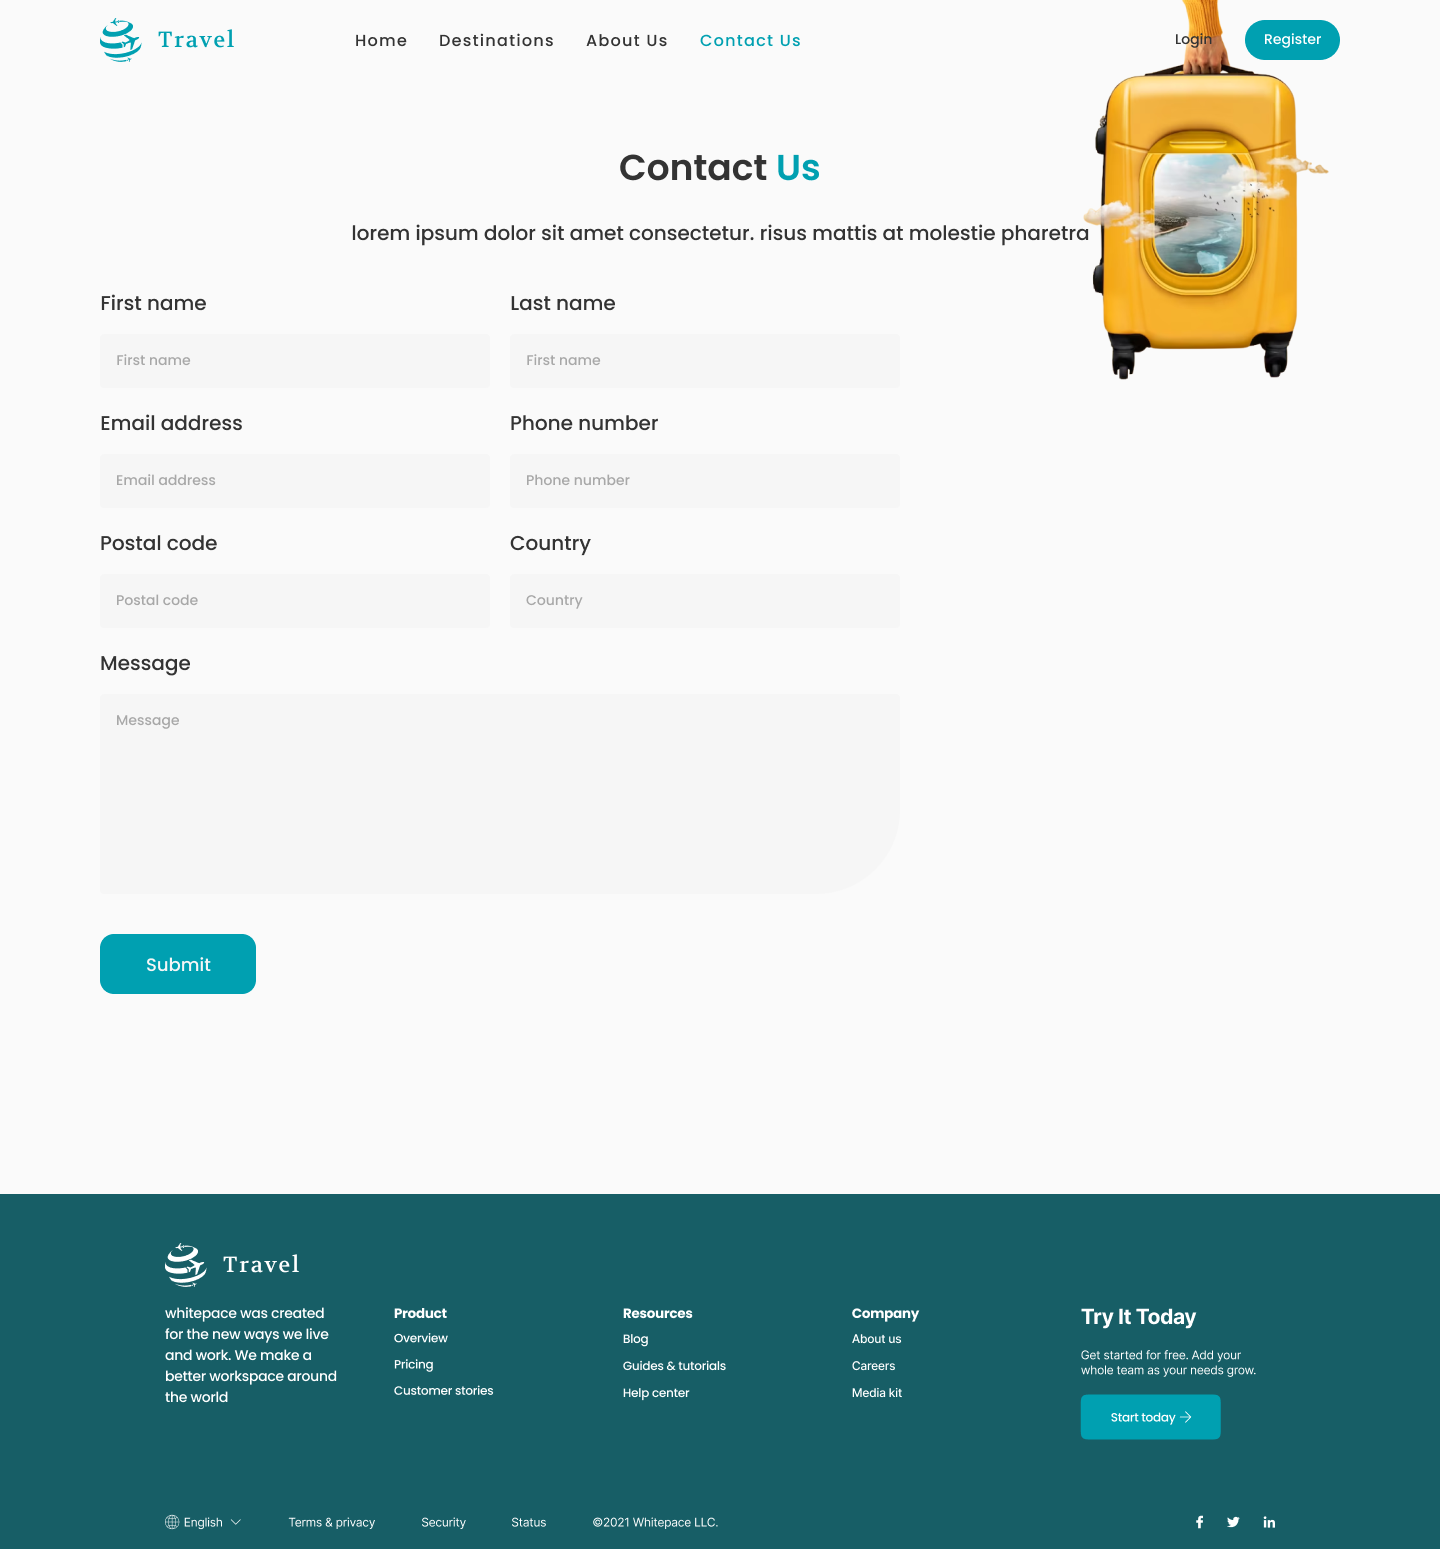 Travel
Home Destinations About Us Contact Us
Login
Register
Contact Us
lorem ipsum dolor sit amet consectetur. risus mattis at molestie pharetra
First name
Last name
First name
First name
Email address
Phone number
Email address
Phone number
Postal code
Country
Postal code
Country
Message
Message
Submit
Travel
whitepace was created
for the new ways we live
and work. We make a
better workspace around
the world
Product
Overview
Pricing
Customer stories
Resources
Blog
Guides & tutorials
Help center
Company
About us
Careers
Media kit
Try It Today
Get started for free. Add your
whole team as your needs grow.
Start today
English
Terms & privacy
Security
Status
©2021 Whitepace LLC.